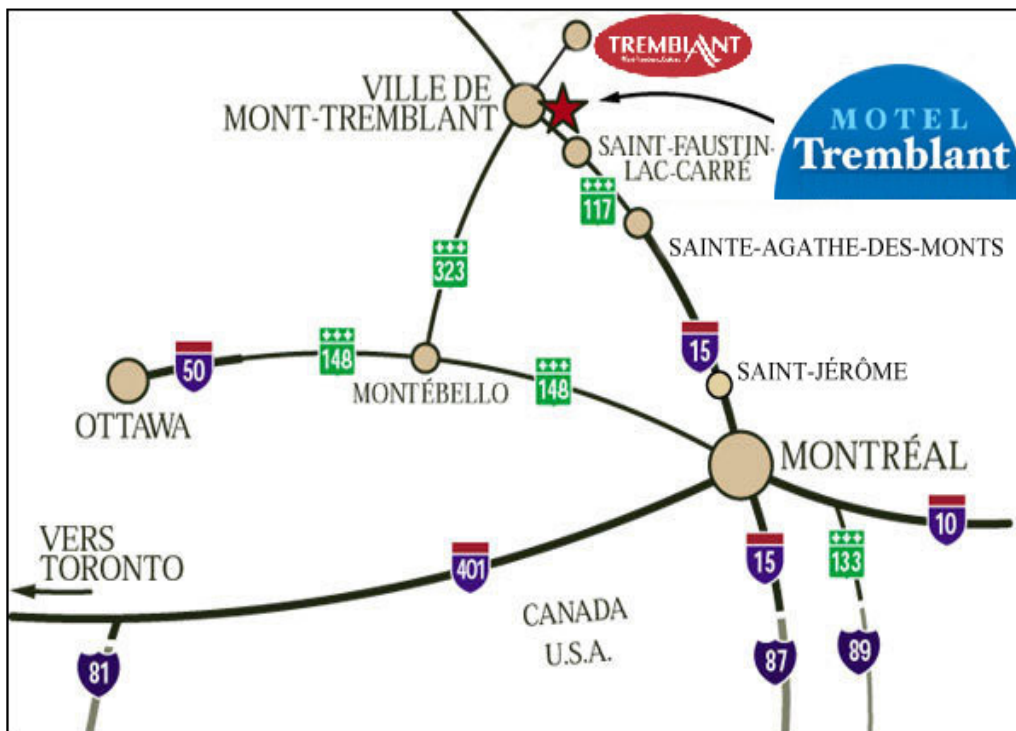 TREMBLANT
VILLE DE
MONT-TREMBLANT
MOTEL
Tremblant
SAINT-FAUSTIN-
LAC-CARRÉ
117
SAINTE-AGATHE-DES-MONTS
323
15
50
148
148
SAINT-JÉRÔME
MONTÉBELLO
OTTAWA
MONTRÉAL
10
VERS
TORONTO
401
15
133
CANADA
U.S.A.
81
87
89